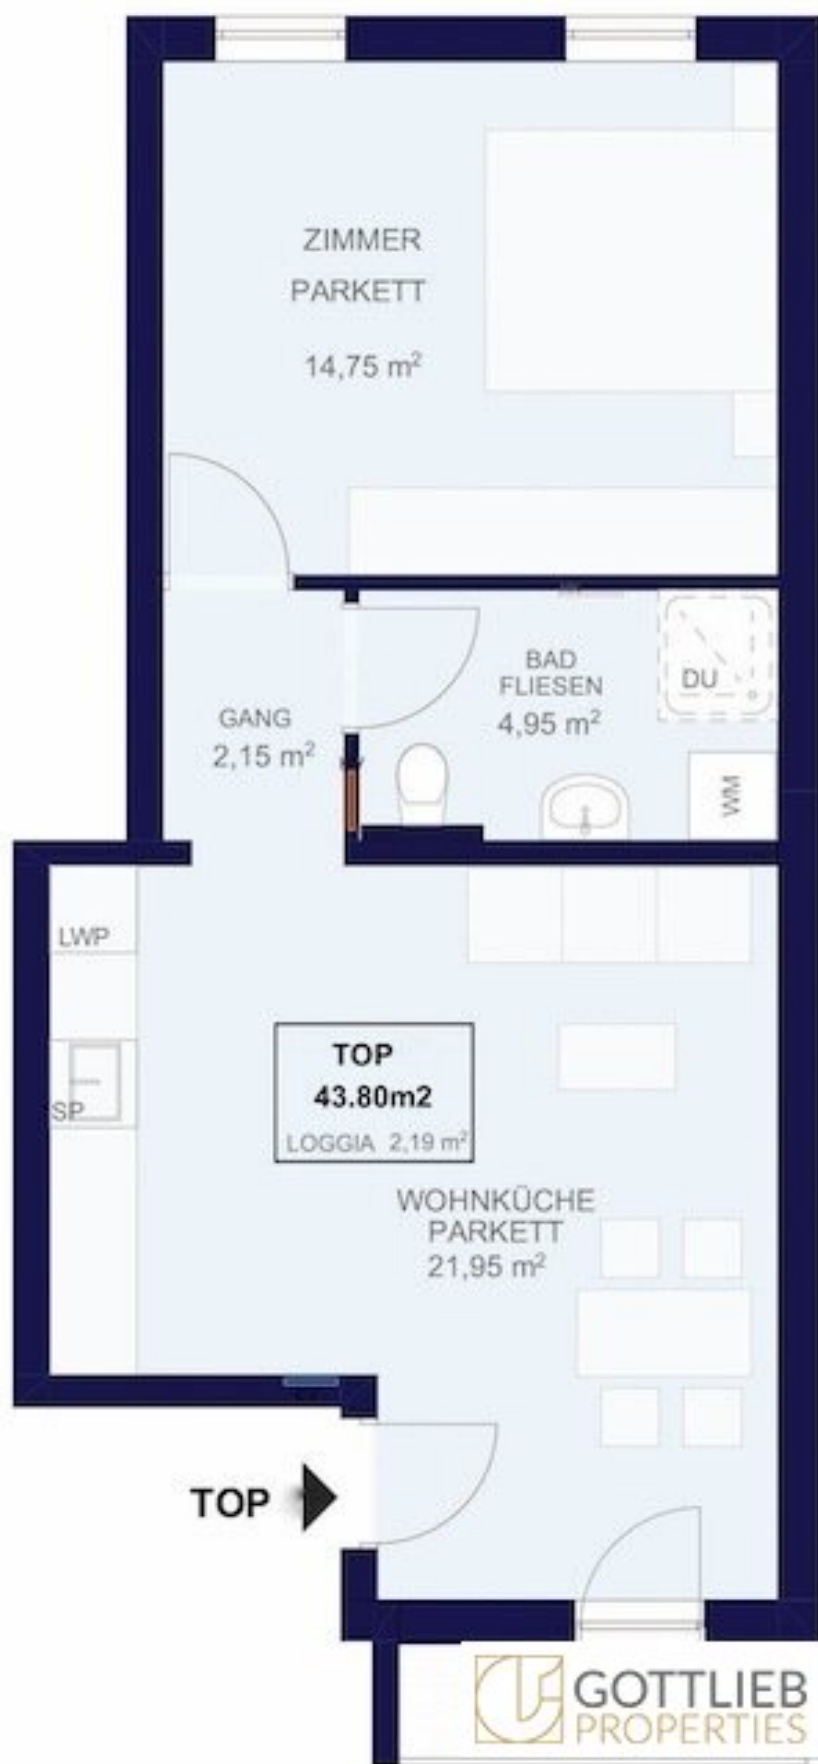 ZIMMER
PARKETT
14,75 m²
BAD
FLIESEN
4,95 m²
DU
GANG
2,15 m²
WM
LWP
TOP
43.80m2
LOGGIA 2,19 m²
SP
WOHNKÜCHE
PARKETT
21,95 m²
TOP
GOTTLIEB
PROPERTIES